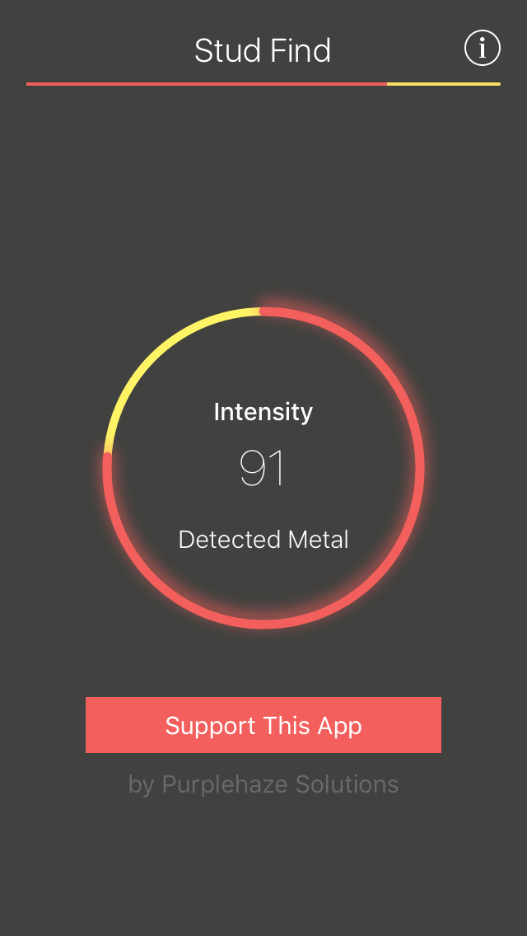 Stud Find
i
Intensity
91
Detected Metal
Support This App
by Purplehaze Solutions